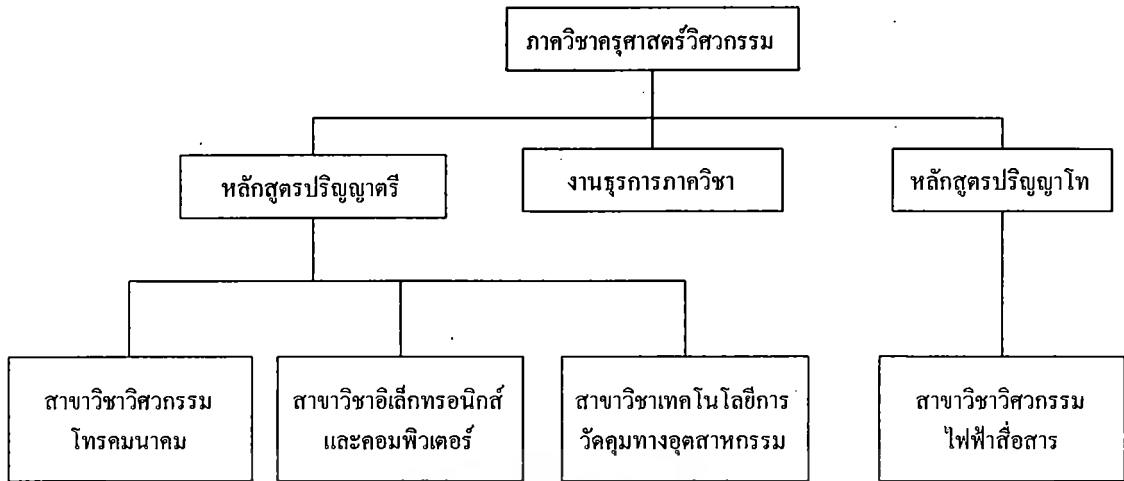 ภาควิชาครุศาสตร์วิศวกรรม
หลักสูตรปริญญาตรี
งานธุรการภาควิชา
หลักสูตรปริญญาโท
สาขาวิชาวิศวกรรม
โทรคมนาคม
สาขาวิชาอิเล็กทรอนิกส์
และคอมพิวเตอร์
สาขาวิชาเทคโนโลยีการ
วัดคุมทางอุตสาหกรรม
สาขาวิชาวิศวกรรม
ไฟฟ้าสื่อสาร